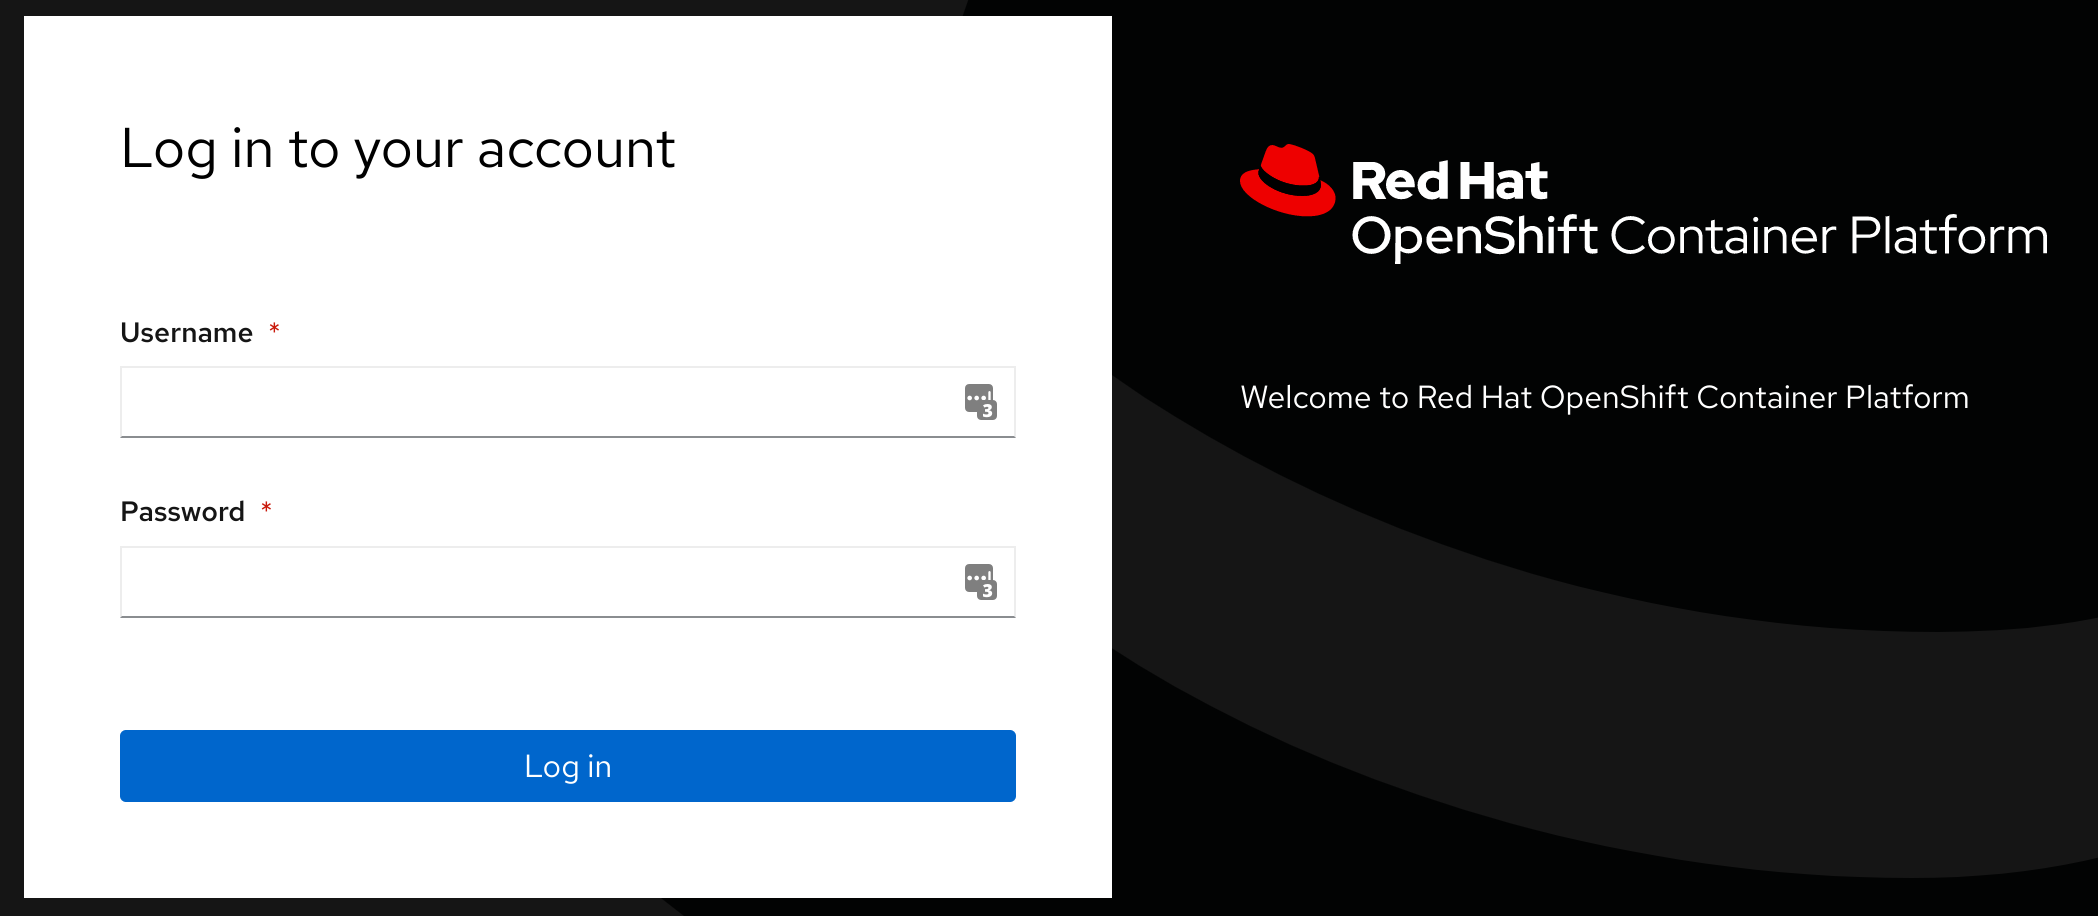 Log in to your account
Username *
3
Password *
3
Log in
Red Hat
OpenShift Container Platform
Welcome to Red Hat OpenShift Container Platform